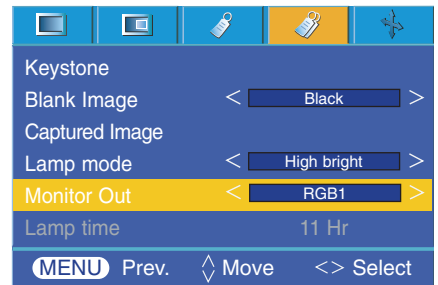 Keystone
Blank Image < Black >
Captured Image
Lamp mode < High bright >
Monitor Out < RGB1 >
Lamp time 11 Hr
MENU Prev. Move <> Select